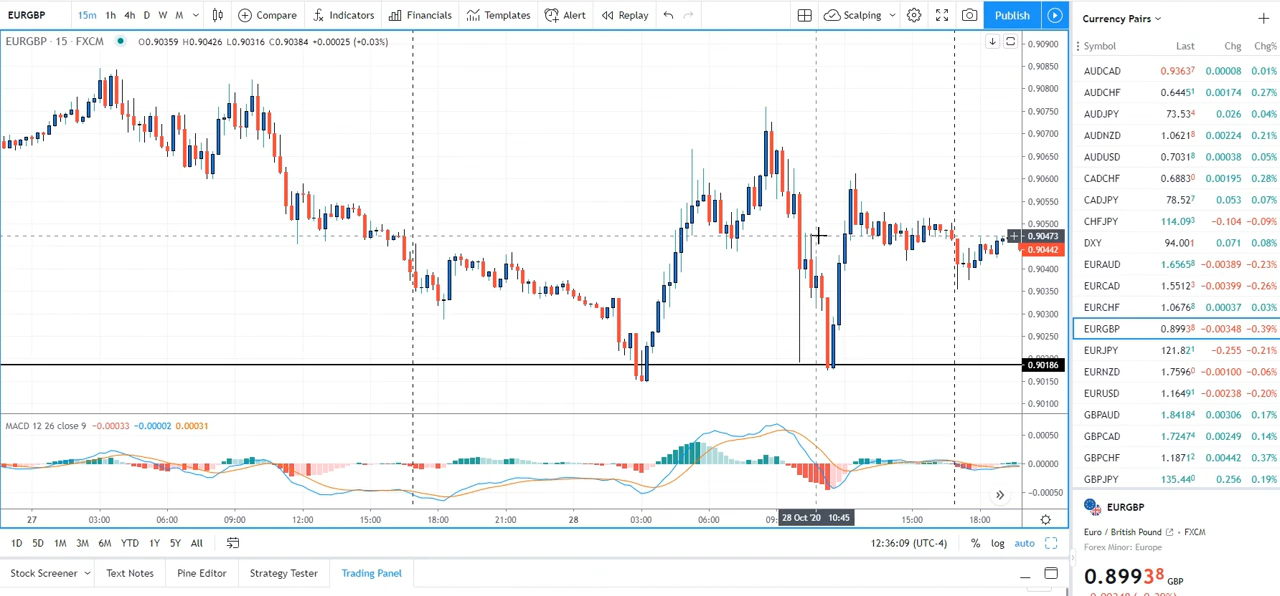 EURGBP 15m 1h 4h D W M Compare Indicators Financials Templates Alert Replay Scalping Publish
EURGBP · 15 · FXCM O0.90359 H0.90426 L0.90316 C0.90384 +0.00025 (+0.03%)
0.90900
0.90850
0.90800
0.90750
0.90700
0.90650
0.90600
0.90550
0.90500
0.90473
0.90442
0.90400
0.90350
0.90300
0.90250
0.90186
0.90150
0.90100
MACD 12 26 close 9 −0.00033 −0.00002 0.00031
0.00050
0.00000
−0.00050
27 03:00 06:00 09:00 12:00 15:00 18:00 21:00 28 03:00 06:00 28 Oct '20 10:45 15:00 18:00
1D 5D 1M 3M 6M YTD 1Y 5Y All 12:36:09 (UTC-4) % log auto
Stock Screener Text Notes Pine Editor Strategy Tester Trading Panel
Currency Pairs
Symbol Last Chg Chg%
AUDCAD 0.93637 0.00008 0.01%
AUDCHF 0.64451 0.00174 0.27%
AUDJPY 73.534 0.026 0.04%
AUDNZD 1.06218 0.00224 0.21%
AUDUSD 0.70318 0.00038 0.05%
CADCHF 0.68830 0.00195 0.28%
CADJPY 78.527 0.053 0.07%
CHFJPY 114.093 −0.104 −0.09%
DXY 94.001 0.071 0.08%
EURAUD 1.65658 −0.00389 −0.23%
EURCAD 1.55123 −0.00399 −0.26%
EURCHF 1.06768 0.00037 0.03%
EURGBP 0.89938 −0.00348 −0.39%
EURJPY 121.821 −0.255 −0.21%
EURNZD 1.75960 −0.00100 −0.06%
EURUSD 1.16491 −0.00238 −0.20%
GBPAUD 1.84184 0.00306 0.17%
GBPCAD 1.72474 0.00249 0.14%
GBPCHF 1.18712 0.00442 0.37%
GBPJPY 135.440 0.256 0.19%
EURGBP
Euro / British Pound · FXCM
Forex Minor: Europe
0.89938 GBP